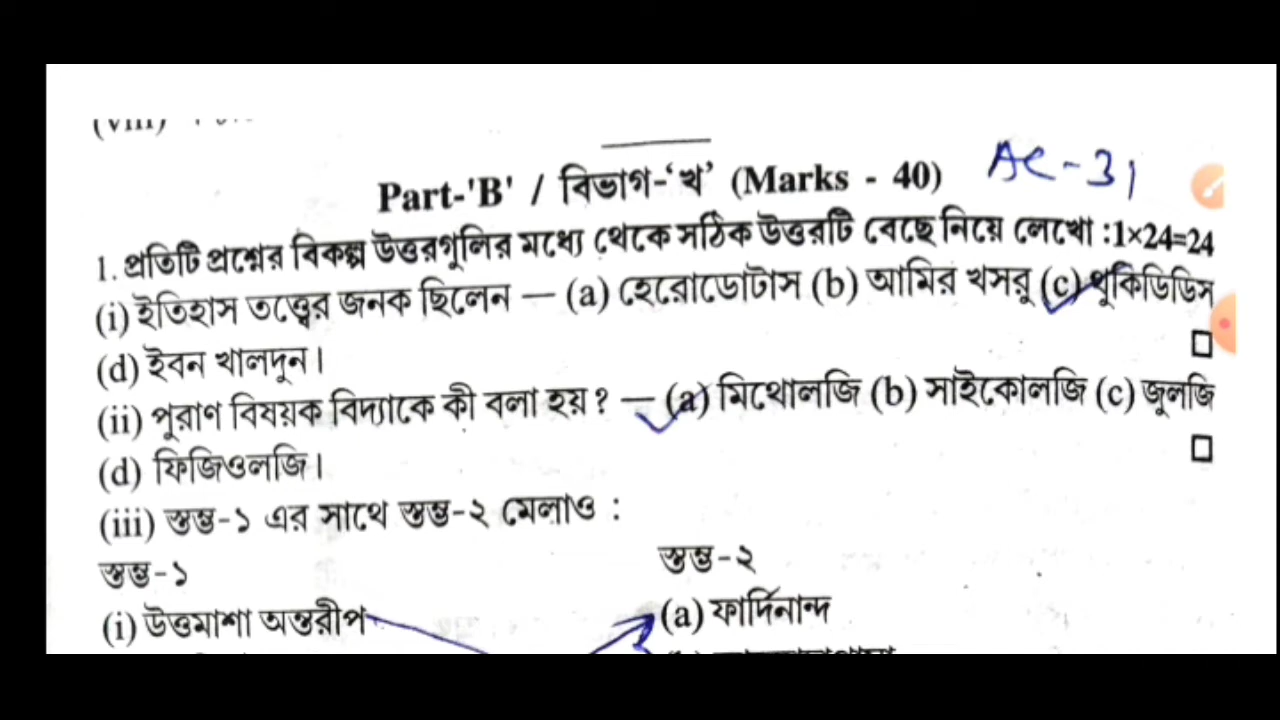 (viii)
Part-'B' / বিভাগ-‘খ’ (Marks - 40) AC-31
1. প্রতিটি প্রশ্নের বিকল্প উত্তরগুলির মধ্যে থেকে সঠিক উত্তরটি বেছে নিয়ে লেখো :1×24=24
(i) ইতিহাস তত্ত্বের জনক ছিলেন — (a) হেরোডোটাস (b) আমির খসরু (c) থুকিডিডিস
(d) ইবন খালদুন।
(ii) পুরাণ বিষয়ক বিদ্যাকে কী বলা হয় ? — (a) মিথোলজি (b) সাইকোলজি (c) জুলজি
(d) ফিজিওলজি।
(iii) স্তম্ভ-১ এর সাথে স্তম্ভ-২ মেলাও :
স্তম্ভ-১ স্তম্ভ-২
(i) উত্তমাশা অন্তরীপ (a) ফার্দিনান্দ